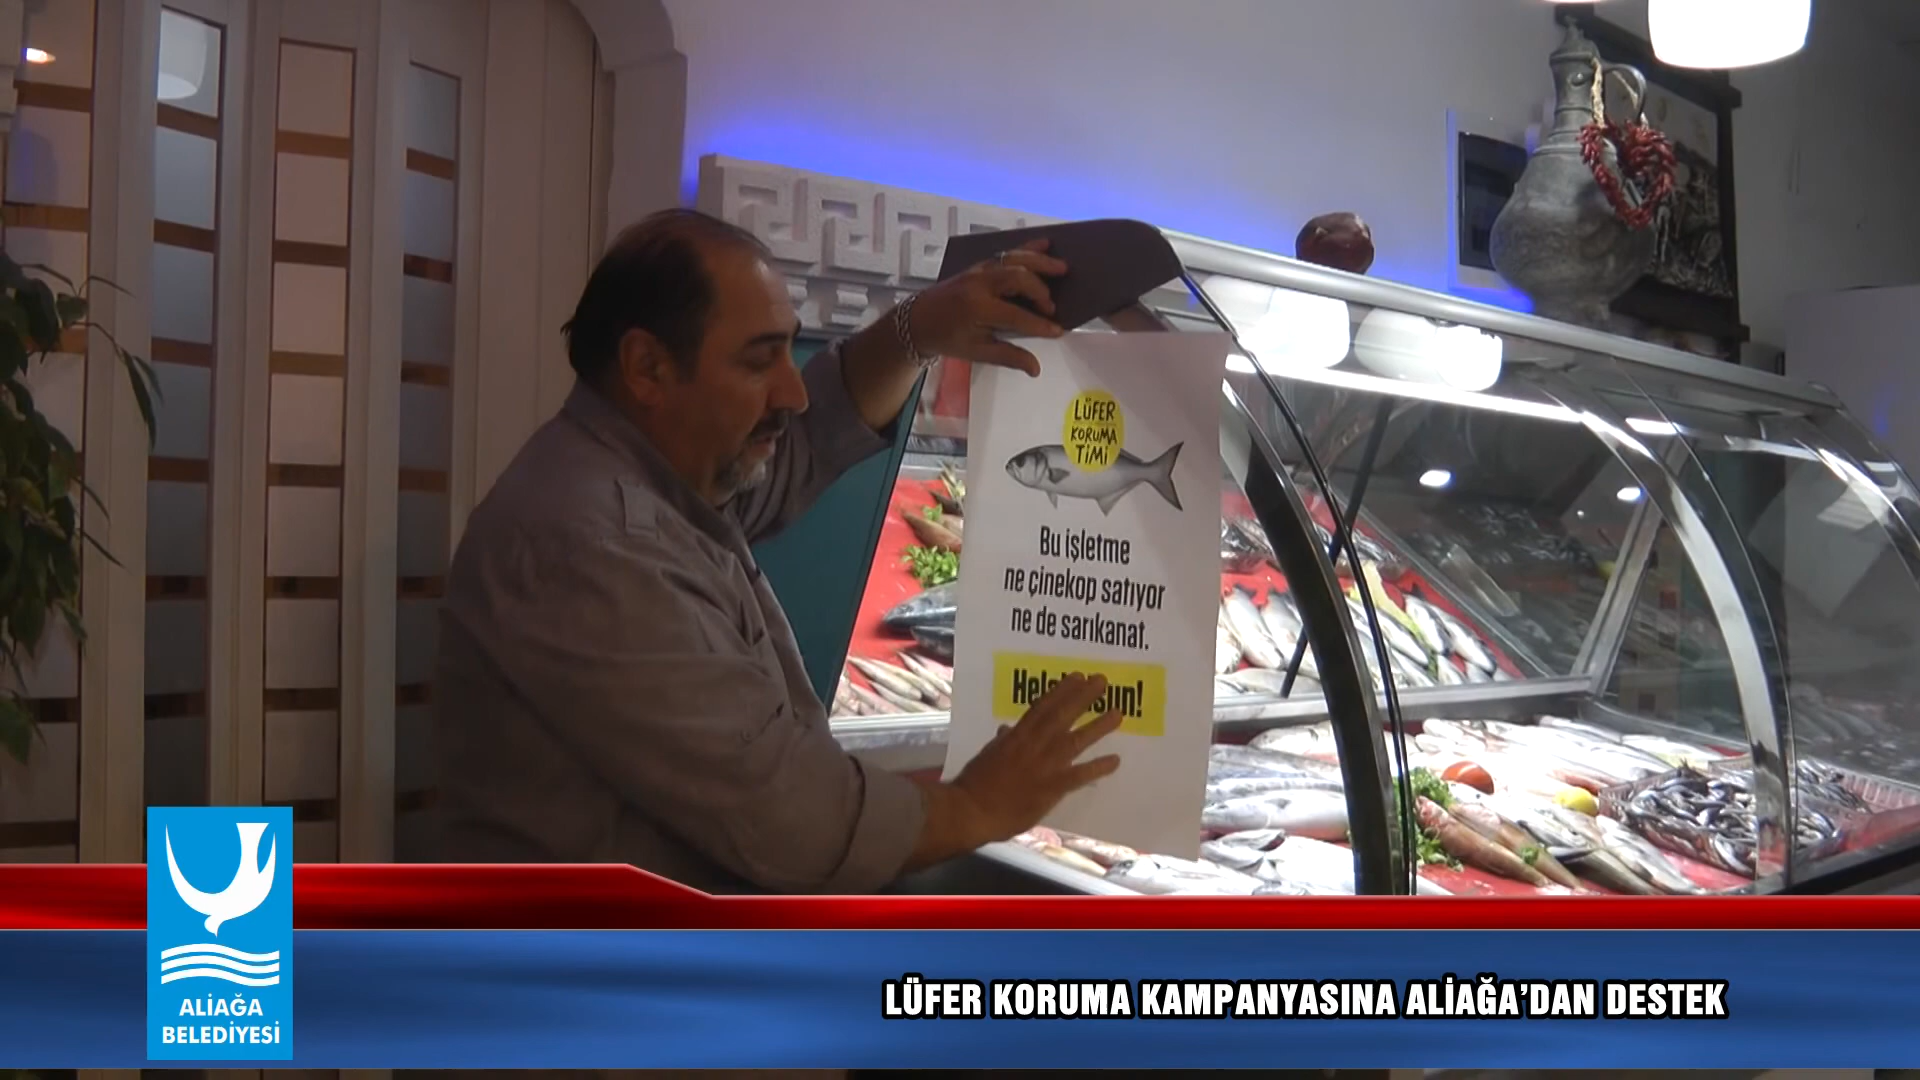 LÜFER
KORUMA
TİMİ
Bu işletme
ne çinekop satıyor
ne de sarıkanat.
ALİAĞA
BELEDİYESİ
LÜFER KORUMA KAMPANYASINA ALİAĞA’DAN DESTEK